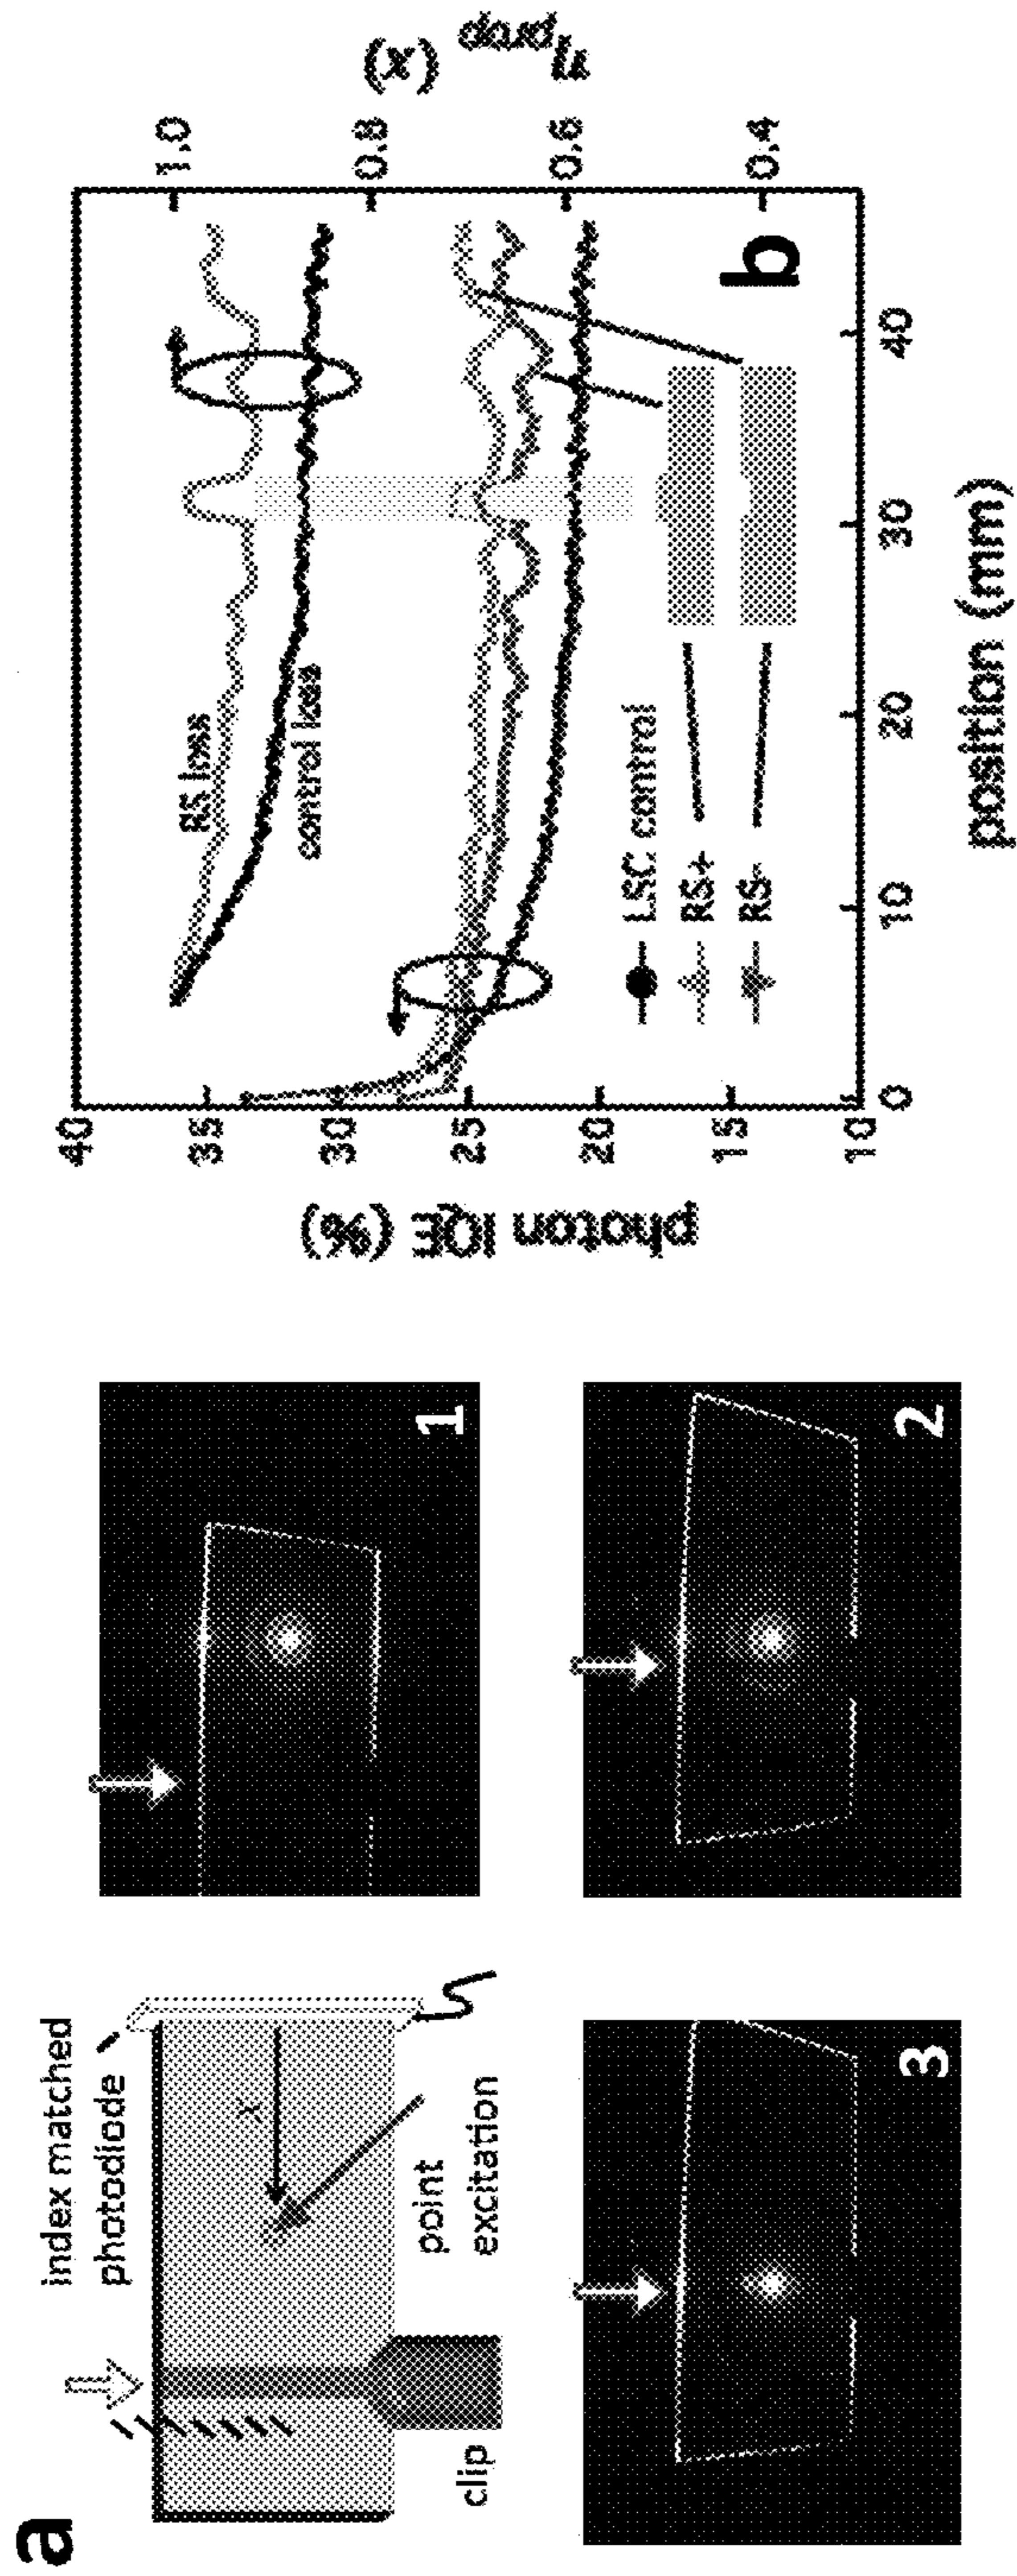 a
index matched
photodiode
x
point
excitation
clip
1
3
2
photon IQE (%)
40
35
30
25
20
15
10
RS loss
control loss
LSC control
RS+
RS-
b
0
10
20
30
40
position (mm)
1.0
0.8
0.6
0.4
η prop (x)